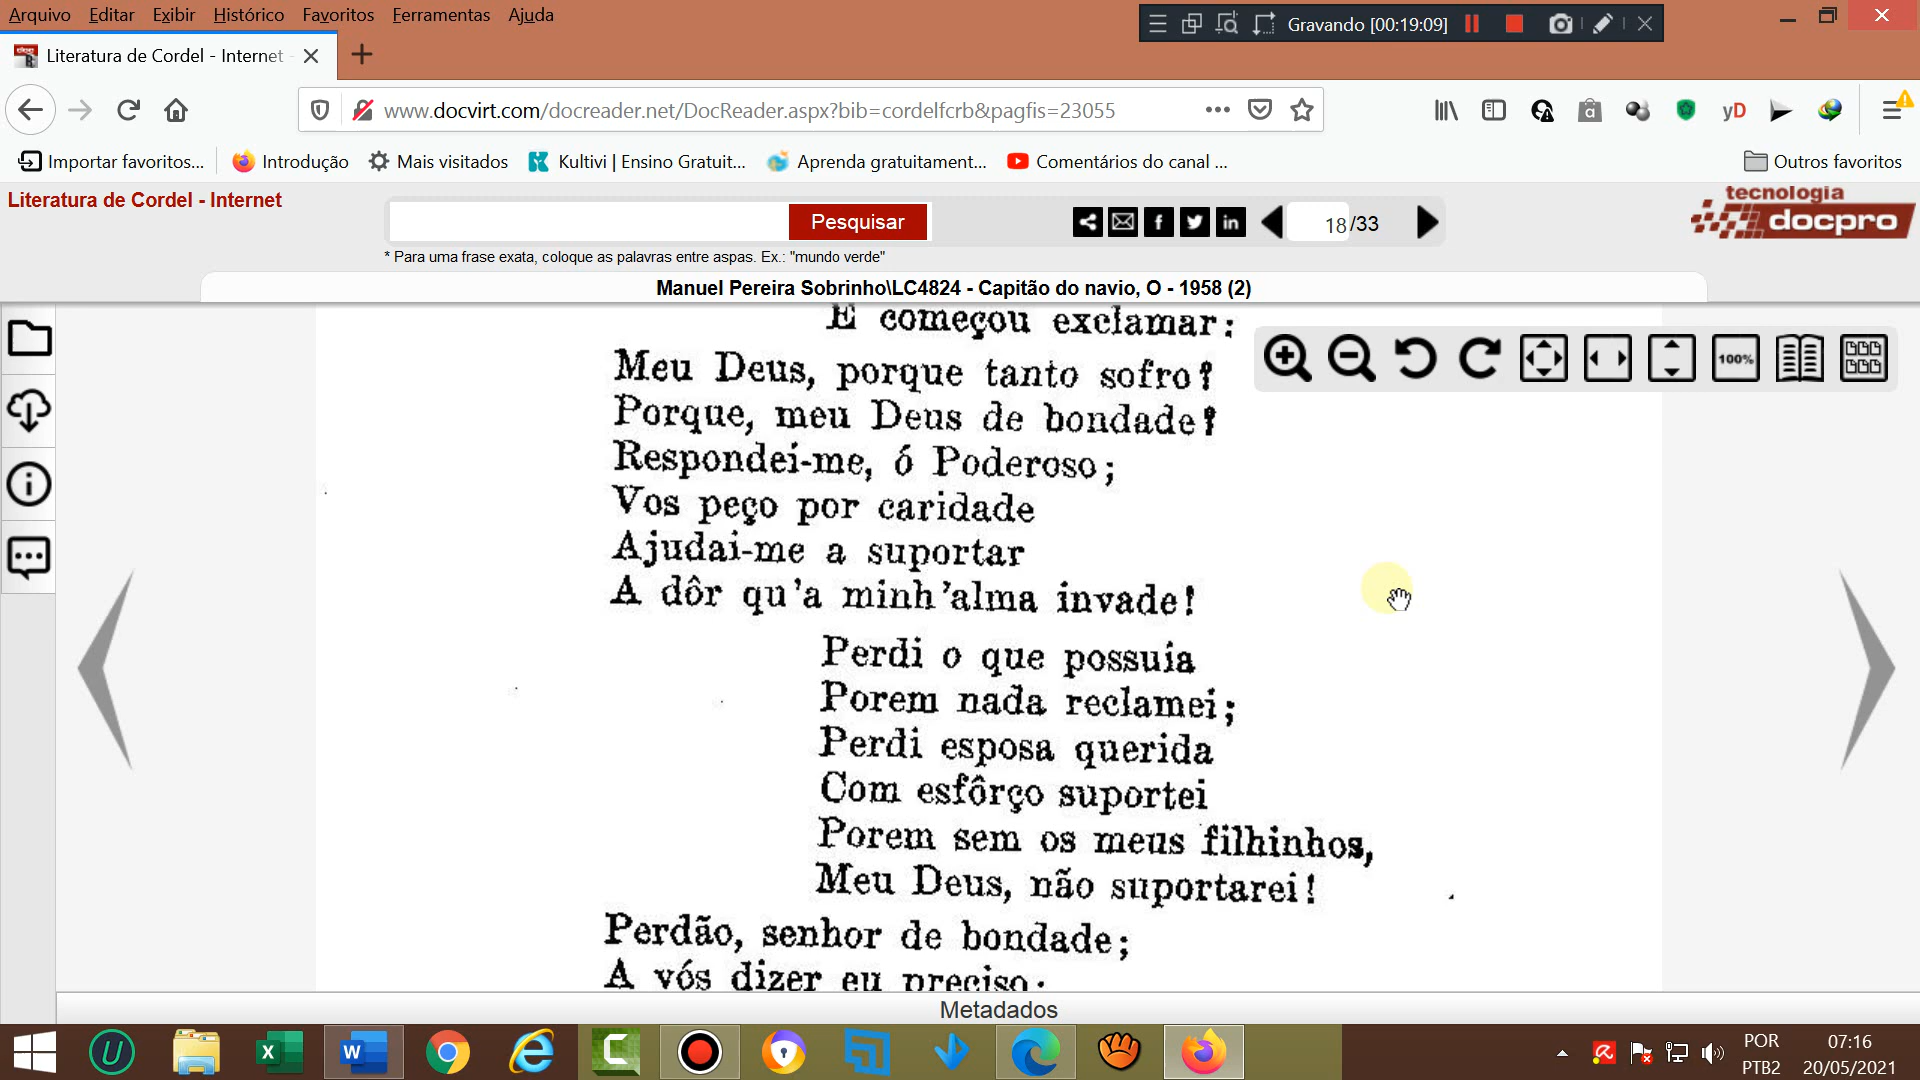 Arquivo Editar Exibir Histórico Favoritos Ferramentas Ajuda
Gravando [00:19:09]
Literatura de Cordel - Internet -
www.docvirt.com/docreader.net/DocReader.aspx?bib=cordelfcrb&pagfis=23055
Importar favoritos... Introdução Mais visitados Kultivi | Ensino Gratuit... Aprenda gratuitament... Comentários do canal ... Outros favoritos
Literatura de Cordel - Internet
Pesquisar
18 /33
tecnologia
docpro
* Para uma frase exata, coloque as palavras entre aspas. Ex.: "mundo verde"
Manuel Pereira Sobrinho\LC4824 - Capitão do navio, O - 1958 (2)
E começou exclamar:
100%
Meu Deus, porque tanto sofro?
Porque, meu Deus de bondade?
Respondei-me, ó Poderoso;
Vos peço por caridade
Ajudai-me a suportar
A dôr qu'a minh'alma invade!
Perdi o que possuia
Porem nada reclamei;
Perdi esposa querida
Com esfôrço suportei
Porem sem os meus filhinhos,
Meu Deus, não suportarei!
Perdão, senhor de bondade;
A vós dizer eu preciso:
Metadados
POR
PTB2
07:16
20/05/2021